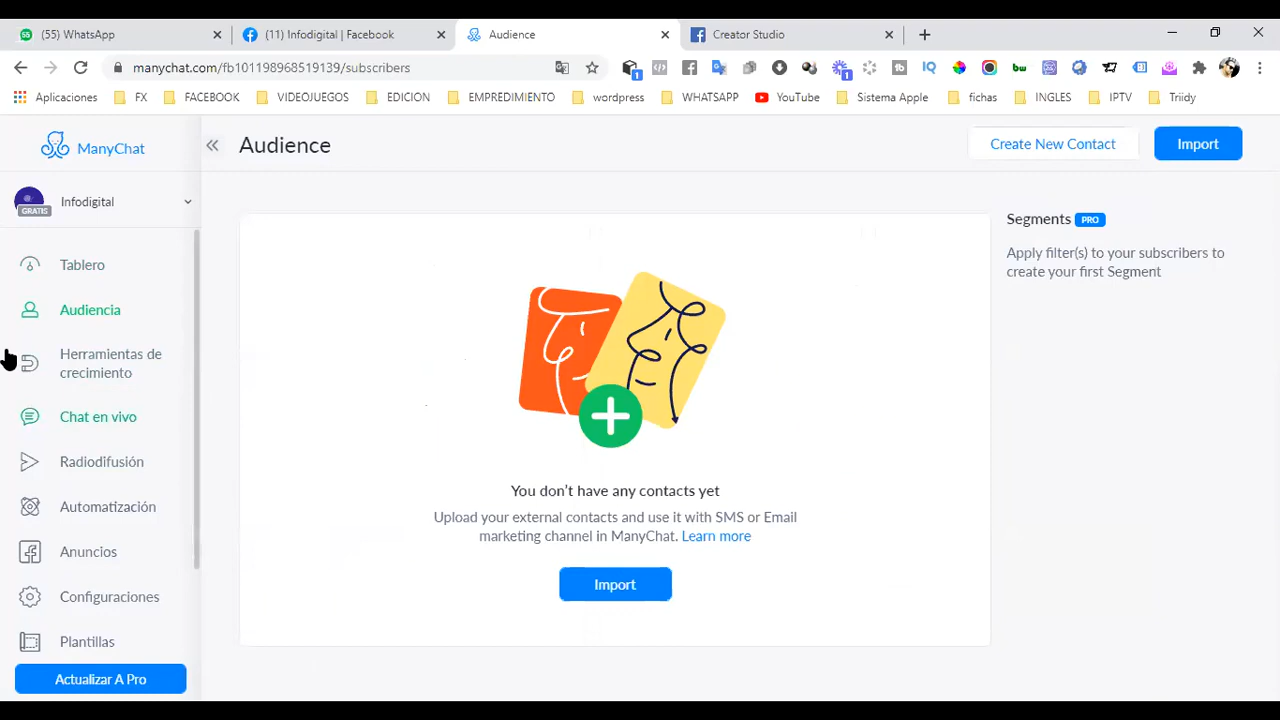 (55) WhatsApp
(11) Infodigital | Facebook
Audience
Creator Studio
manychat.com/fb101198968519139/subscribers
Aplicaciones
FX
FACEBOOK
VIDEOJUEGOS
EDICION
EMPREDIMIENTO
wordpress
WHATSAPP
YouTube
Sistema Apple
fichas
INGLES
IPTV
Triidy
ManyChat
Audience
Create New Contact
Import
Infodigital
GRATIS
Tablero
Audiencia
Herramientas de
crecimiento
Chat en vivo
Radiodifusión
Automatización
Anuncios
Configuraciones
Plantillas
Actualizar A Pro
You don't have any contacts yet
Upload your external contacts and use it with SMS or Email
marketing channel in ManyChat. Learn more
Import
Segments PRO
Apply filter(s) to your subscribers to
create your first Segment